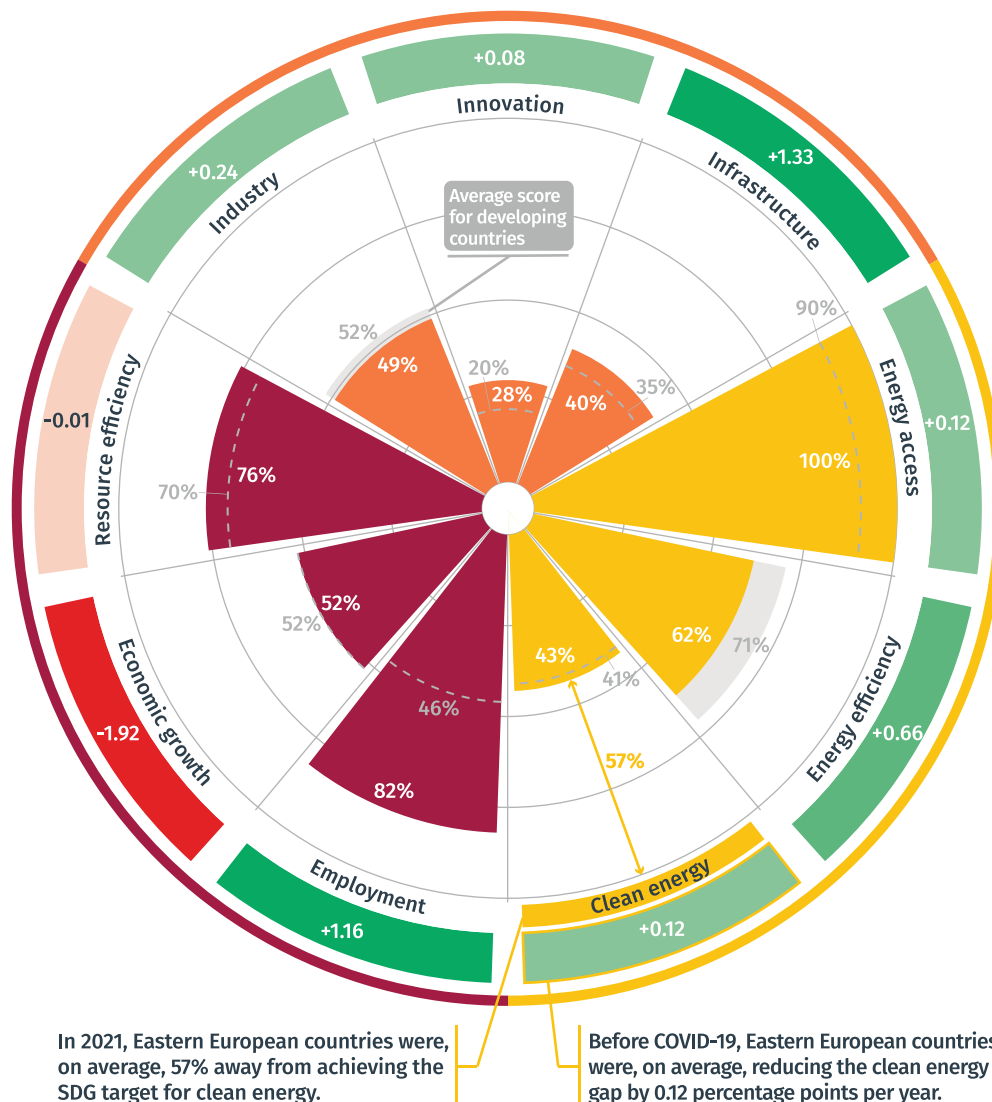 +0.08
Innovation
+1.33
Infrastructure
+0.24
Industry
Average score
for developing
countries
90%
52%
49%
20%
28%
40%
35%
Energy access
+0.12
100%
-0.01
Resource efficiency
76%
70%
52%
52%
62%
71%
43%
41%
46%
57%
82%
Economic growth
-1.92
Energy efficiency
+0.66
Employment
+1.16
Clean energy
+0.12
In 2021, Eastern European countries were,
on average, 57% away from achieving the
SDG target for clean energy.
Before COVID-19, Eastern European countries
were, on average, reducing the clean energy
gap by 0.12 percentage points per year.